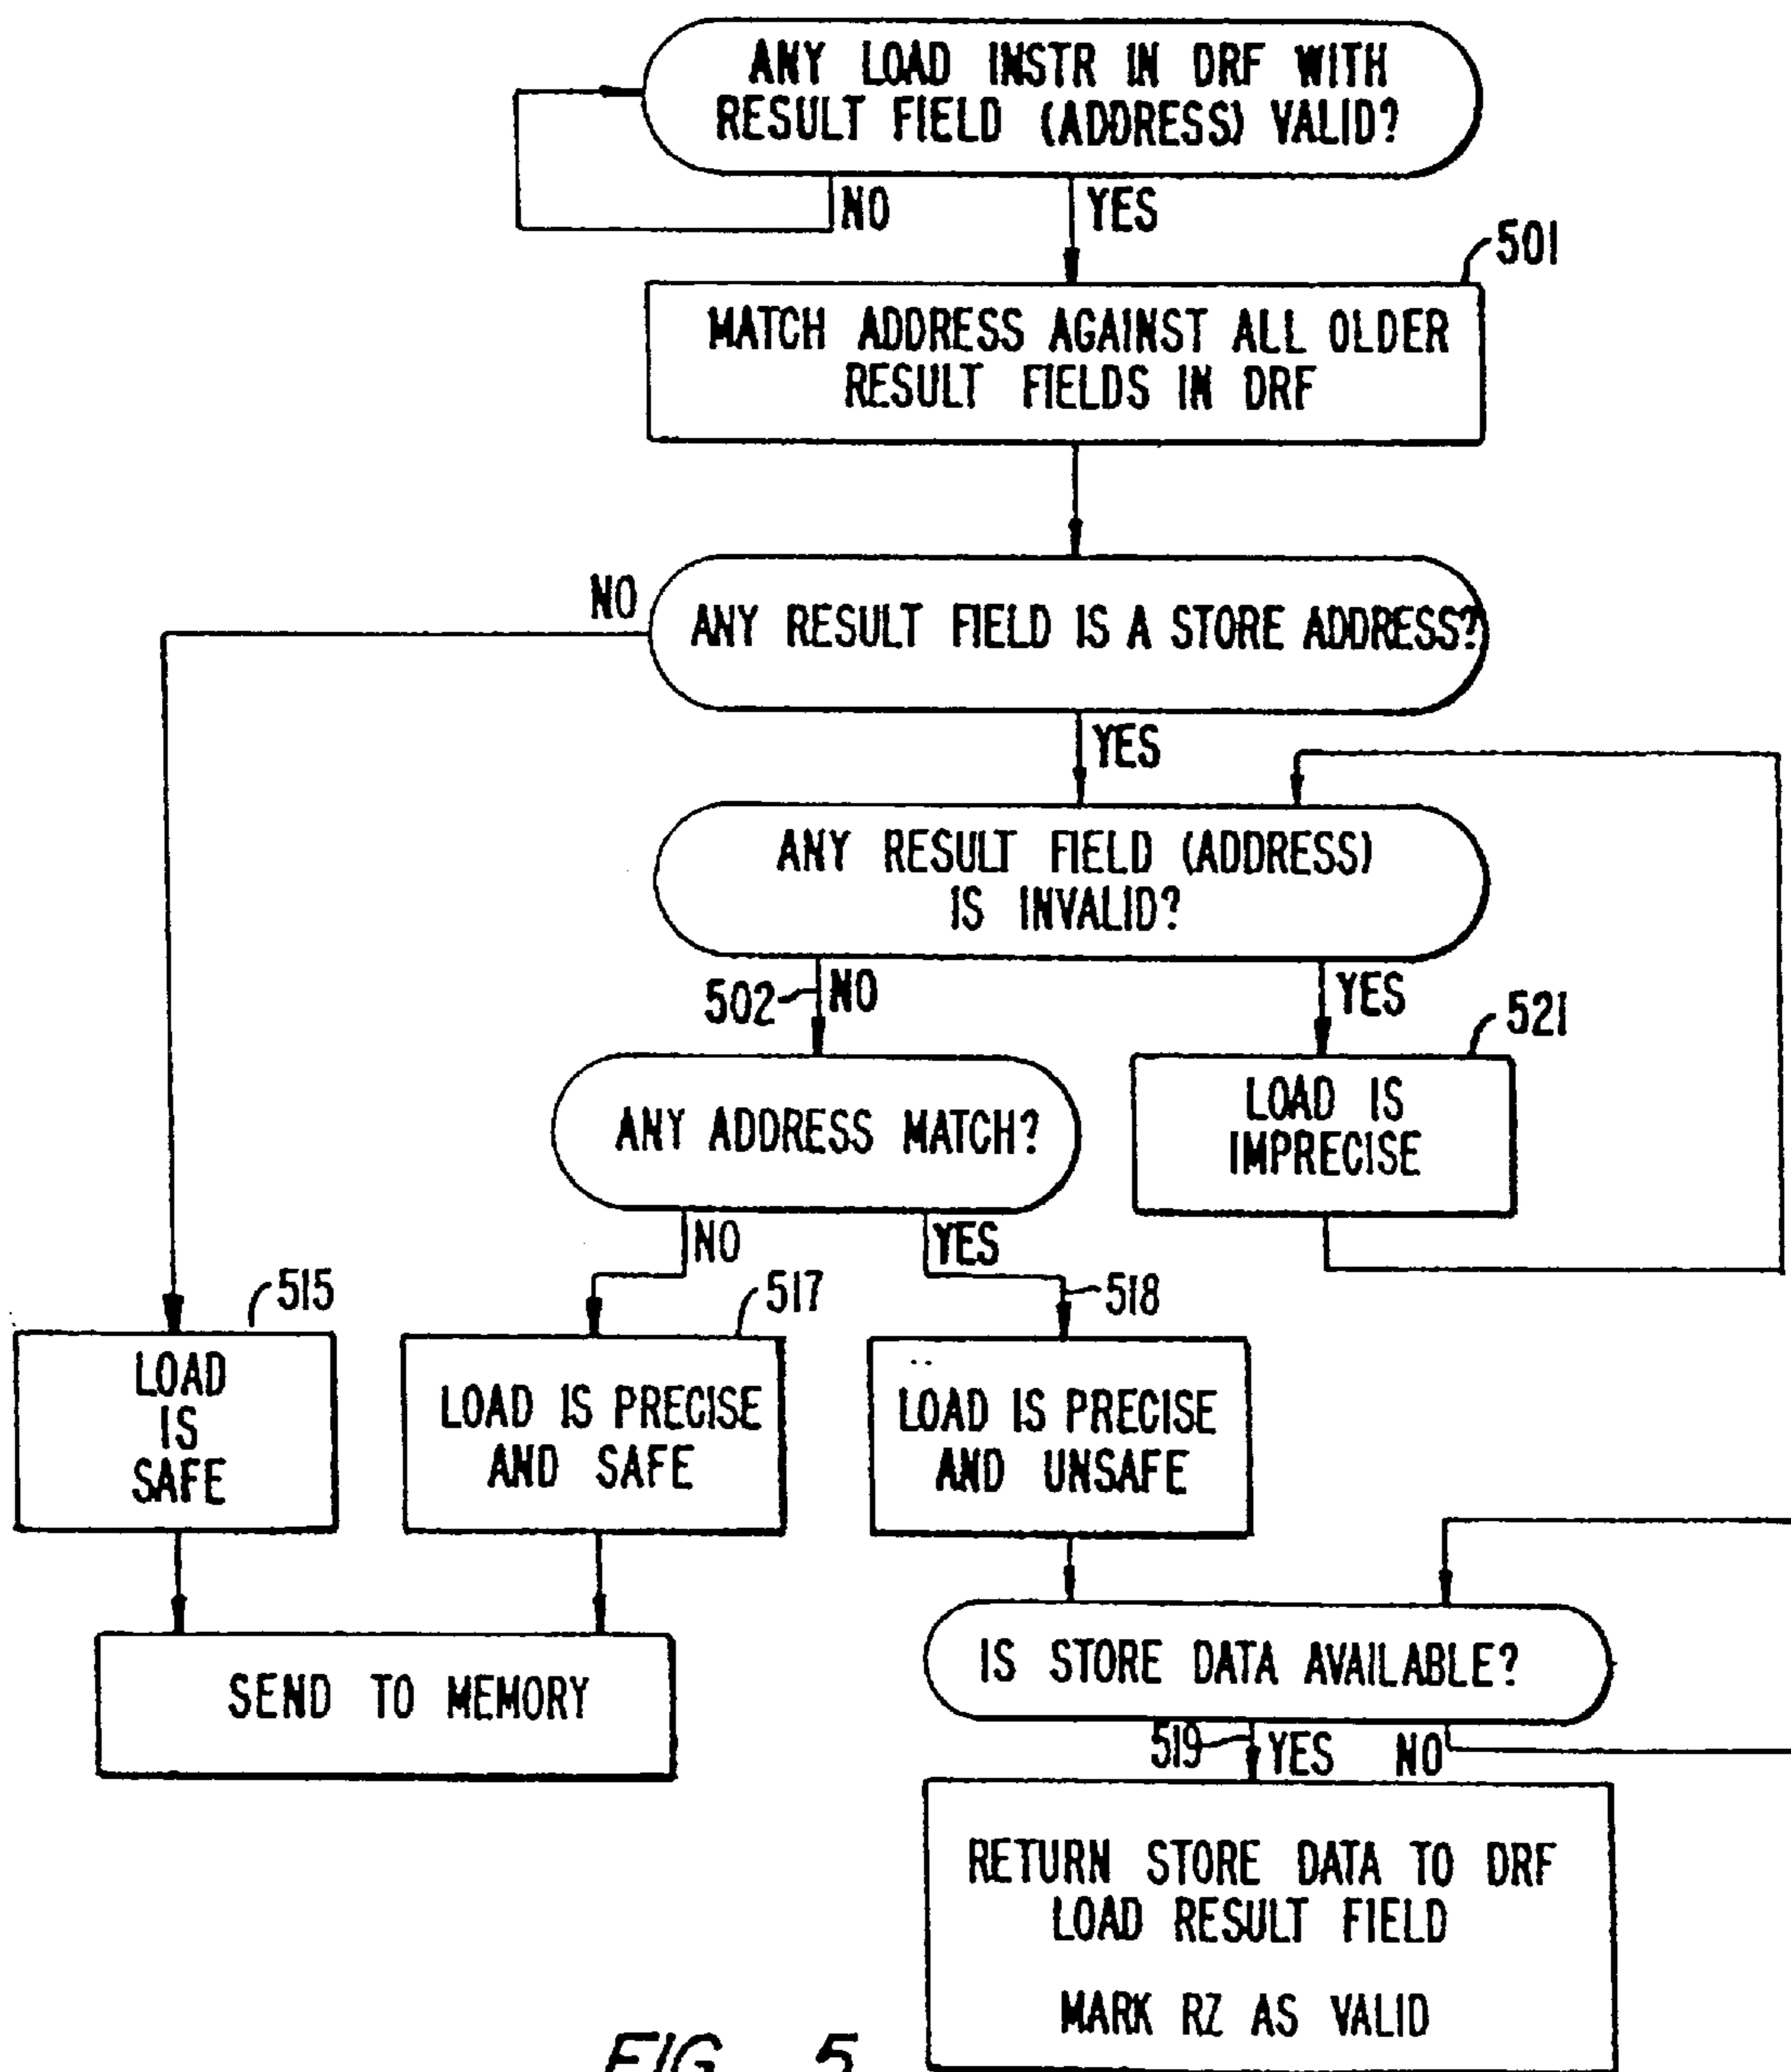 ANY LOAD INSTR IN DRF WITH
RESULT FIELD (ADDRESS) VALID?
NO
YES
501
MATCH ADDRESS AGAINST ALL OLDER
RESULT FIELDS IN DRF
NO
ANY RESULT FIELD IS A STORE ADDRESS?
YES
ANY RESULT FIELD (ADDRESS)
IS INVALID?
502
NO
YES
521
ANY ADDRESS MATCH?
LOAD IS
IMPRECISE
NO
YES
515
517
518
LOAD
IS
SAFE
LOAD IS PRECISE
AND SAFE
LOAD IS PRECISE
AND UNSAFE
SEND TO MEMORY
IS STORE DATA AVAILABLE?
519
YES
NO
RETURN STORE DATA TO DRF
LOAD RESULT FIELD
MARK RZ AS VALID
FIG. 5